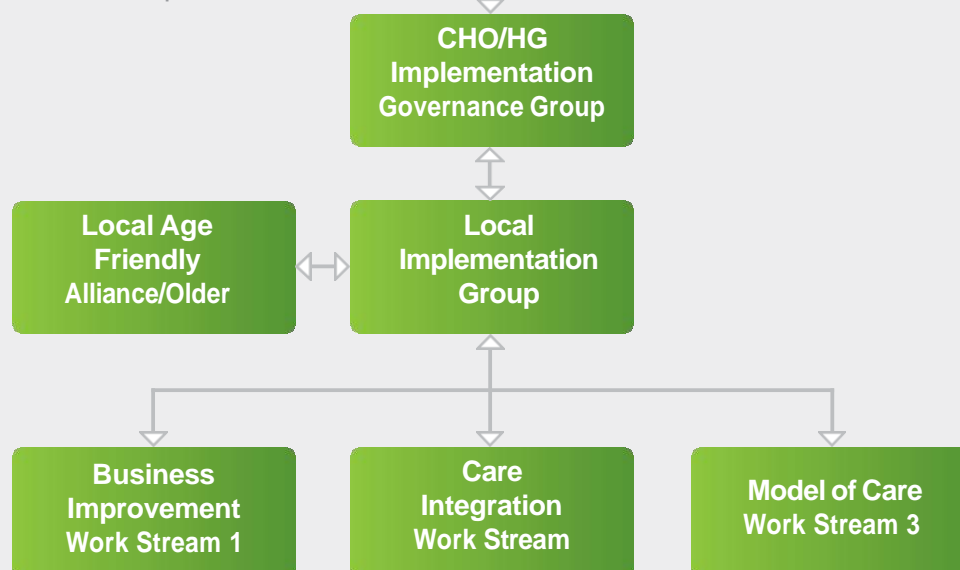 CHO/HG
Implementation
Governance Group
Local Age
Friendly
Alliance/Older
Local
Implementation
Group
Business
Improvement
Work Stream 1
Care
Integration
Work Stream
Model of Care
Work Stream 3